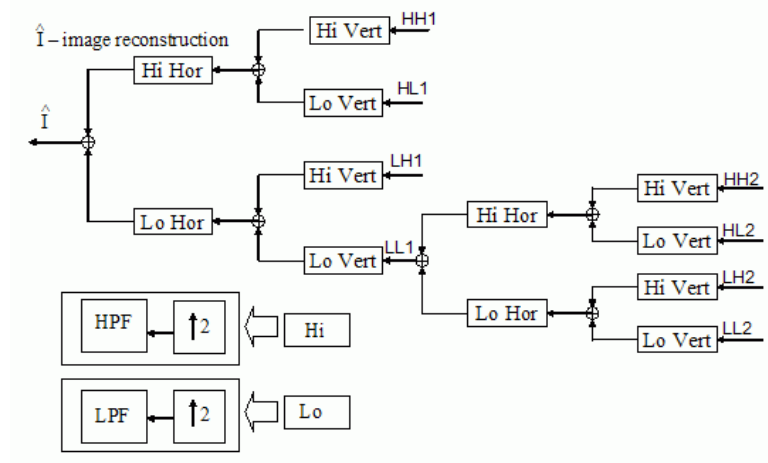 HH1
Hi Vert
Î – image reconstruction
Hi Hor
HL1
Lo Vert
Î
LH1
Hi Vert
HH2
Hi Vert
Hi Hor
Lo Hor
HL2
Lo Vert
LL1
Lo Vert
LH2
Hi Vert
Lo Hor
HPF
↑2
Hi
LL2
Lo Vert
LPF
↑2
Lo